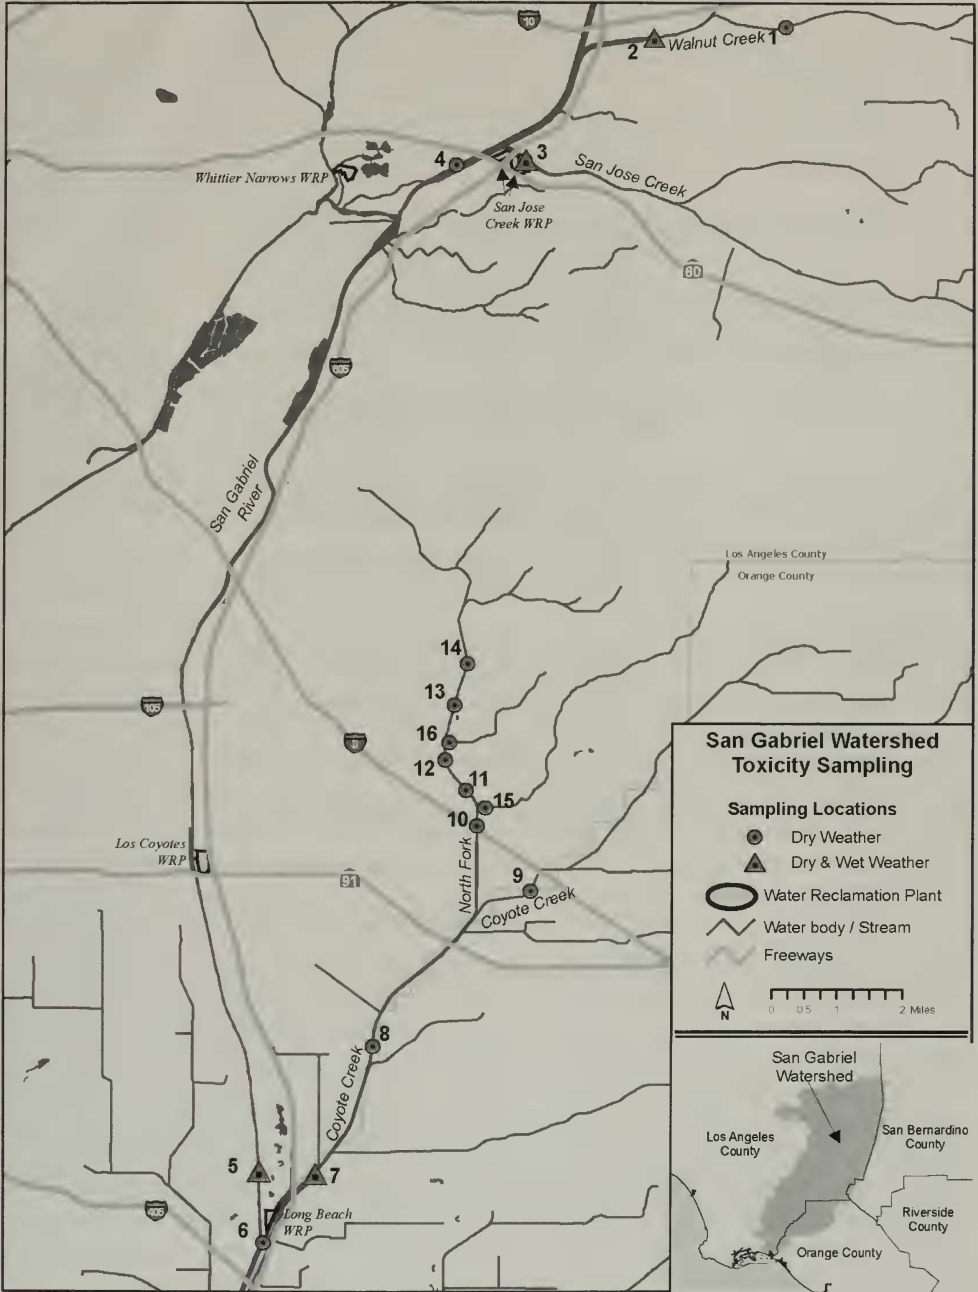 10
2
Walnut Creek
1
4
3
San Jose Creek
Whittier Narrows WRP
San Jose
Creek WRP
60
605
San Gabriel
River
Los Angeles County
Orange County
14
13
105
16
5
12
11
15
10
Los Coyotes
WRP
91
North Fork
9
Coyote Creek
8
Coyote Creek
5
7
405
6
Long Beach
WRP
San Gabriel Watershed
Toxicity Sampling
Sampling Locations
Dry Weather
Dry & Wet Weather
Water Reclamation Plant
Water body / Stream
Freeways
N
0 0.5 1 2 Miles
San Gabriel
Watershed
Los Angeles
County
San Bernardino
County
Riverside
County
Orange County